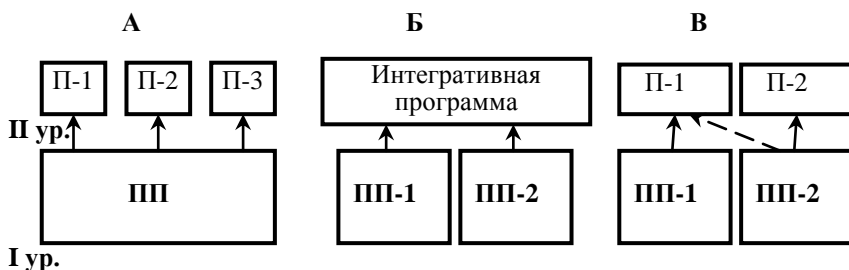 А Б В
П-1 П-2 П-3 Интегративная программа П-1 П-2
II ур.
ПП ПП-1 ПП-2 ПП-1 ПП-2
I ур.